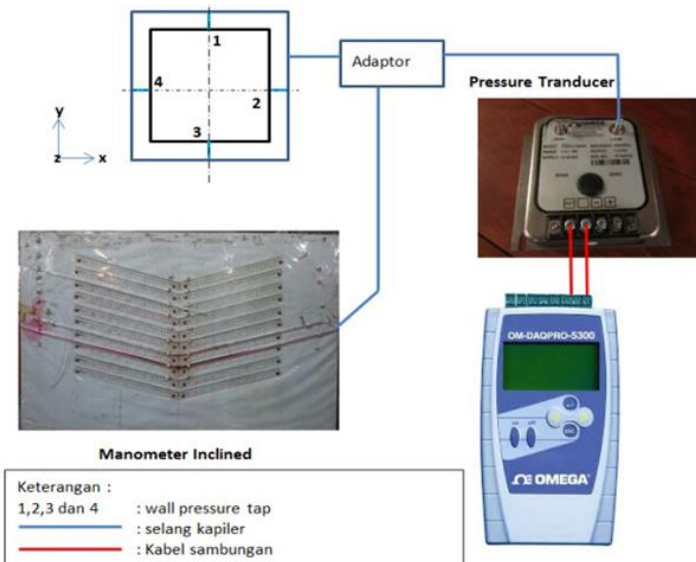 1
4
2
3
y
z
x
Adaptor
Pressure Tranducer
OMEGA
OM-DAQPRO-5300
OMEGA
Manometer Inclined
Keterangan :
1,2,3 dan 4 : wall pressure tap
: selang kapiler
: Kabel sambungan